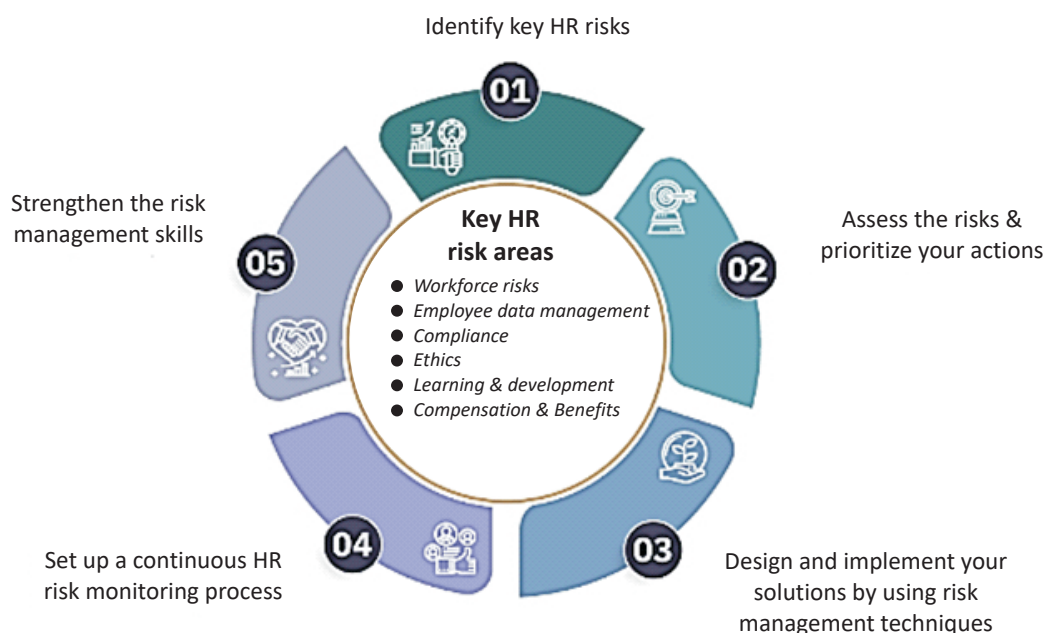 Identify key HR risks
01
Assess the risks &
prioritize your actions
02
Design and implement your
solutions by using risk
management techniques
03
Set up a continuous HR
risk monitoring process
04
Strengthen the risk
management skills
05
Key HR
risk areas
● Workforce risks
● Employee data management
● Compliance
● Ethics
● Learning & development
● Compensation & Benefits